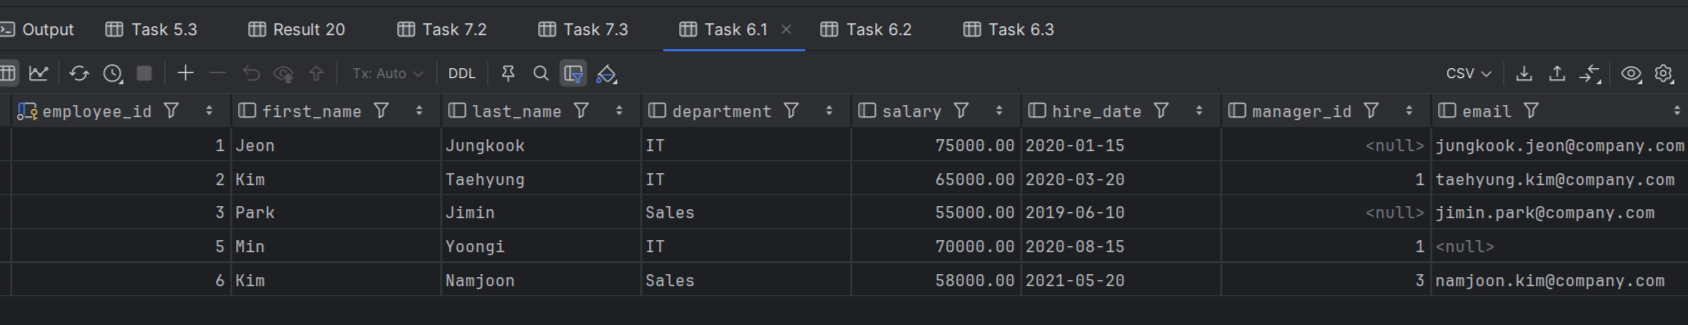 Output Task 5.3 Result 20 Task 7.2 Task 7.3 Task 6.1 Task 6.2 Task 6.3
Tx: Auto DDL CSV
employee_id first_name last_name department salary hire_date manager_id email
1 Jeon Jungkook IT 75000.00 2020-01-15 <null> jungkook.jeon@company.com
2 Kim Taehyung IT 65000.00 2020-03-20 1 taehyung.kim@company.com
3 Park Jimin Sales 55000.00 2019-06-10 <null> jimin.park@company.com
5 Min Yoongi IT 70000.00 2020-08-15 1 <null>
6 Kim Namjoon Sales 58000.00 2021-05-20 3 namjoon.kim@company.com